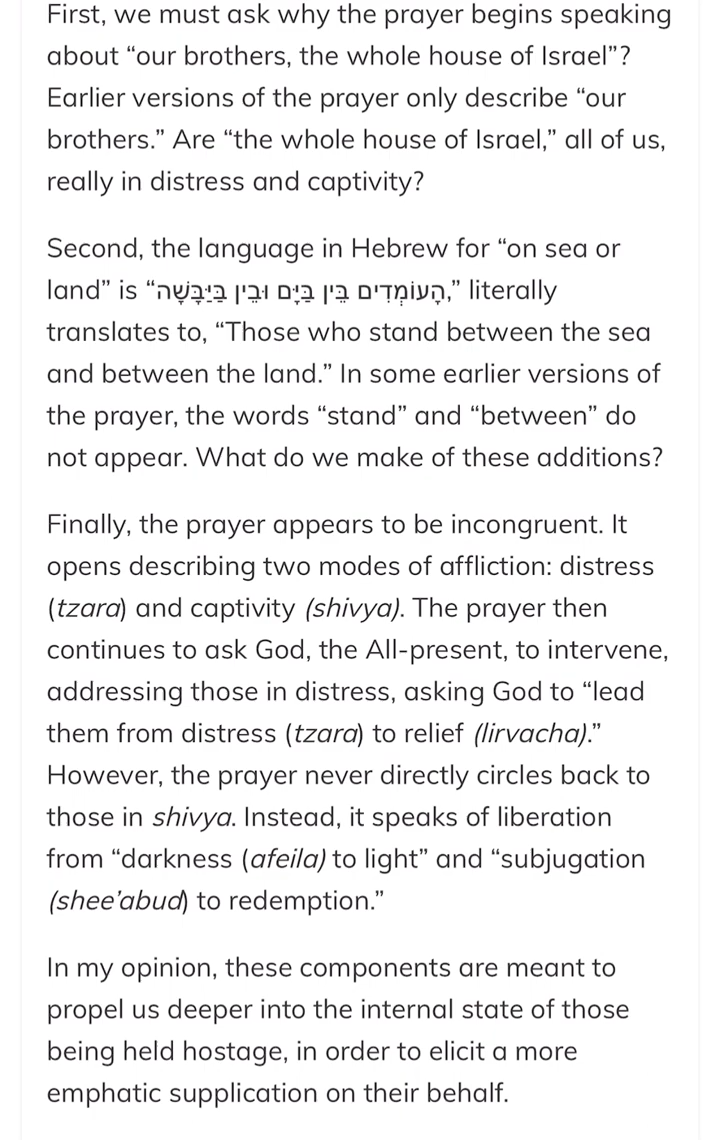 First, we must ask why the prayer begins speaking
about “our brothers, the whole house of Israel”?
Earlier versions of the prayer only describe “our
brothers.” Are “the whole house of Israel,” all of us,
really in distress and captivity?
Second, the language in Hebrew for “on sea or
land” is “הָעוֹמְדִים בֵּין בַּיָּם וּבֵין בַּיַּבָּשָׁה,” literally
translates to, “Those who stand between the sea
and between the land.” In some earlier versions of
the prayer, the words “stand” and “between” do
not appear. What do we make of these additions?
Finally, the prayer appears to be incongruent. It
opens describing two modes of affliction: distress
(tzara) and captivity (shivya). The prayer then
continues to ask God, the All-present, to intervene,
addressing those in distress, asking God to “lead
them from distress (tzara) to relief (lirvacha).”
However, the prayer never directly circles back to
those in shivya. Instead, it speaks of liberation
from “darkness (afeila) to light” and “subjugation
(shee’abud) to redemption.”
In my opinion, these components are meant to
propel us deeper into the internal state of those
being held hostage, in order to elicit a more
emphatic supplication on their behalf.